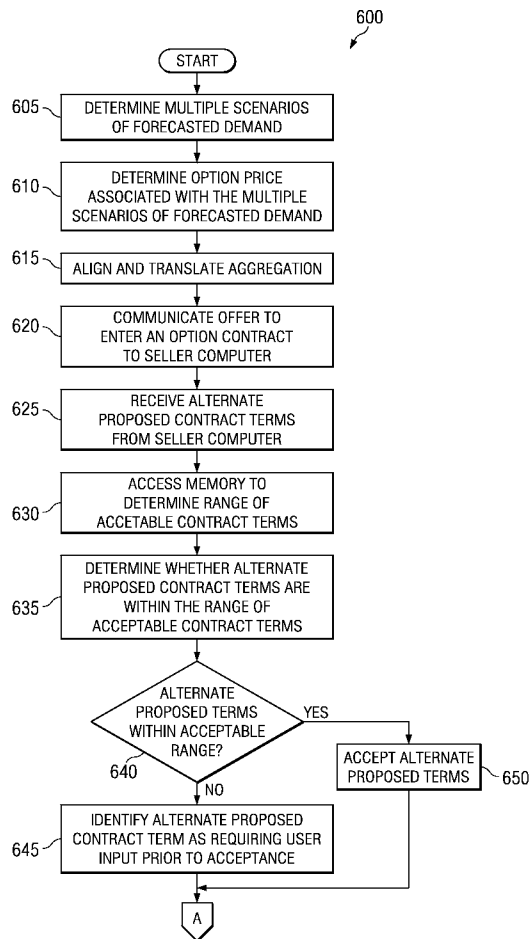 600
START
605
DETERMINE MULTIPLE SCENARIOS
OF FORECASTED DEMAND
610
DETERMINE OPTION PRICE
ASSOCIATED WITH THE MULTIPLE
SCENARIOS OF FORECASTED DEMAND
615
ALIGN AND TRANSLATE AGGREGATION
620
COMMUNICATE OFFER TO
ENTER AN OPTION CONTRACT
TO SELLER COMPUTER
625
RECEIVE ALTERNATE
PROPOSED CONTRACT TERMS
FROM SELLER COMPUTER
630
ACCESS MEMORY TO
DETERMINE RANGE OF
ACCETABLE CONTRACT TERMS
635
DETERMINE WHETHER ALTERNATE
PROPOSED CONTRACT TERMS ARE
WITHIN THE RANGE OF
ACCEPTABLE CONTRACT TERMS
ALTERNATE
PROPOSED TERMS
WITHIN ACCEPTABLE
RANGE?
640
YES
NO
ACCEPT ALTERNATE
PROPOSED TERMS
650
645
IDENTIFY ALTERNATE PROPOSED
CONTRACT TERM AS REQUIRING USER
INPUT PRIOR TO ACCEPTANCE
A